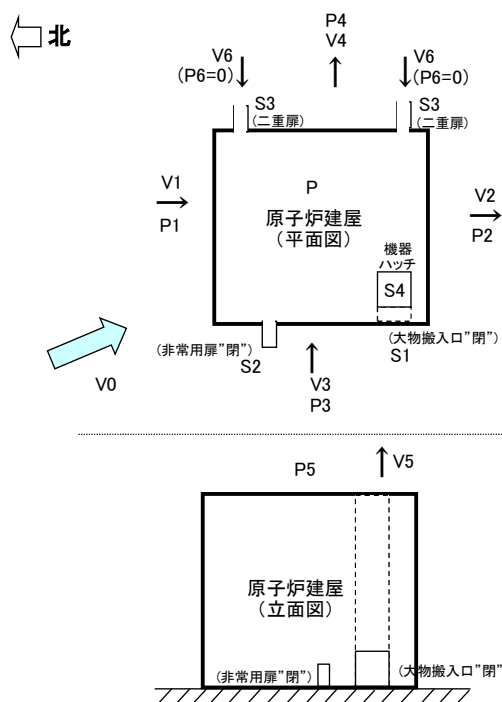 北
P4
V4
V6
(P6=0)
V6
(P6=0)
S3
(二重扉)
S3
(二重扉)
V1
P1
P
原子炉建屋
(平面図)
V2
P2
機器
ハッチ
S4
(非常用扉"閉")
S2
(大物搬入口"閉")
S1
V3
P3
V0
P5
V5
原子炉建屋
(立面図)
(非常用扉"閉")
(大物搬入口"閉"